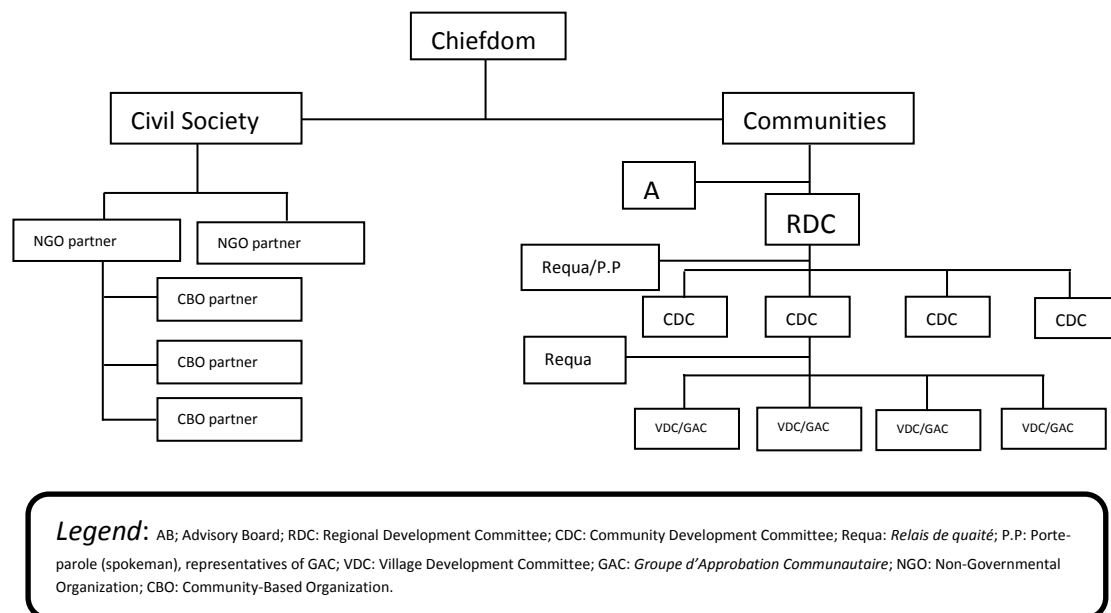 Chiefdom
Civil Society
Communities
A
RDC
NGO partner
NGO partner
Requa/P.P
CBO partner
CDC
CDC
CDC
CDC
CBO partner
Requa
CBO partner
VDC/GAC
VDC/GAC
VDC/GAC
VDC/GAC
Legend: AB; Advisory Board; RDC: Regional Development Committee; CDC: Community Development Committee; Requa: Relais de quaité; P.P: Porte-
parole (spokeman), representatives of GAC; VDC: Village Development Committee; GAC: Groupe d’Approbation Communautaire; NGO: Non-Governmental
Organization; CBO: Community-Based Organization.